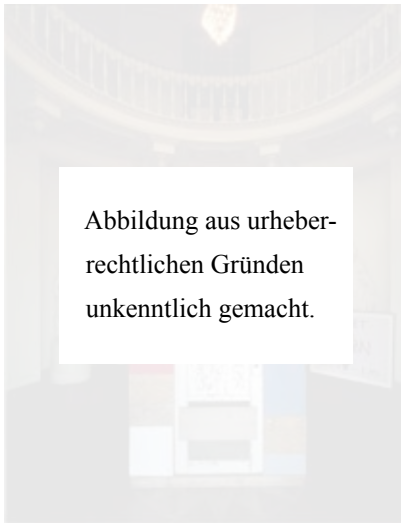 Abbildung aus urheber-
rechtlichen Gründen
unkenntlich gemacht.